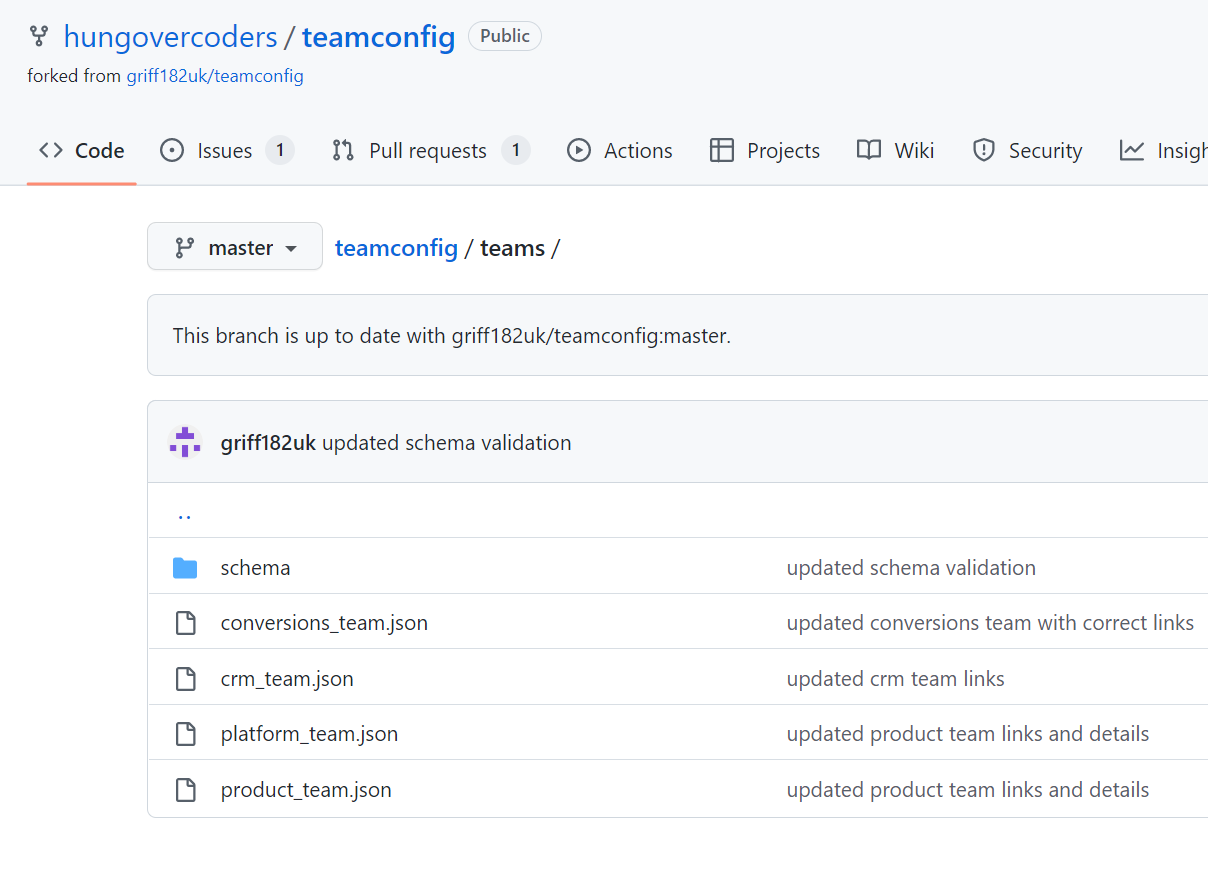 hungovercoders / teamconfig Public
forked from griff182uk/teamconfig
Code Issues 1 Pull requests 1 Actions Projects Wiki Security Insigh
master teamconfig / teams /
This branch is up to date with griff182uk/teamconfig:master.
griff182uk updated schema validation
..
schema updated schema validation
conversions_team.json updated conversions team with correct links
crm_team.json updated crm team links
platform_team.json updated product team links and details
product_team.json updated product team links and details